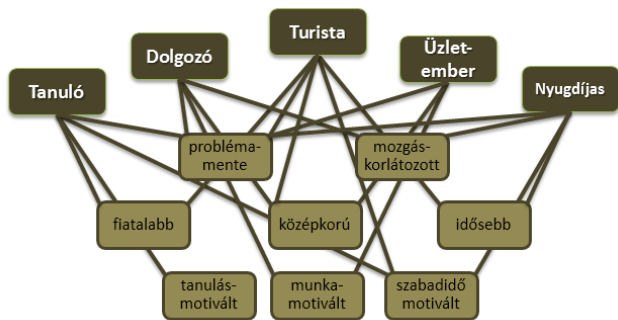 Turista
Dolgozó
Üzlet-
ember
Tanuló
Nyugdíjas
probléma-
mente
mozgás-
korlátozott
fiatalabb
középkorú
idősebb
tanulás-
motivált
munka-
motivált
szabadidő
motivált